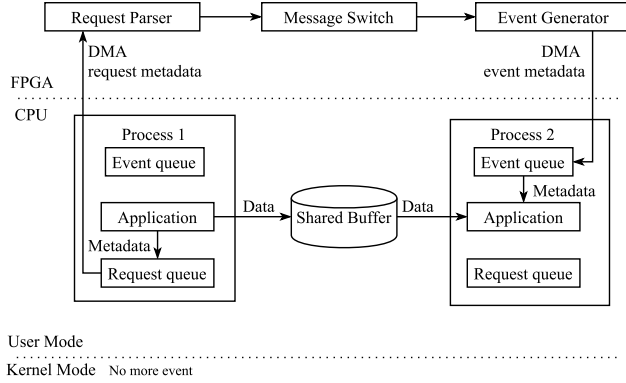 Request Parser
Message Switch
Event Generator
DMA
request metadata
DMA
event metadata
FPGA
CPU
Process 1
Event queue
Application
Metadata
Request queue
Data
Shared Buffer
Data
Process 2
Event queue
Metadata
Application
Request queue
User Mode
Kernel Mode No more event